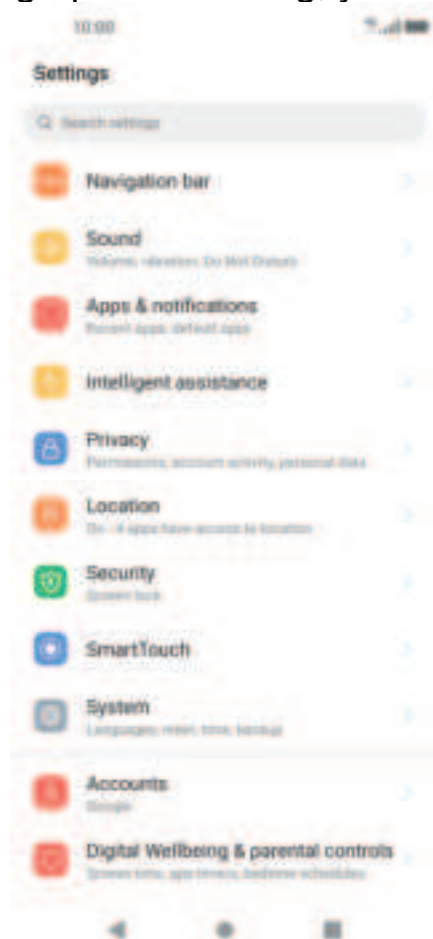 10:00
Settings
Search settings
Navigation bar
Sound
Volume, vibration, Do Not Disturb
Apps & notifications
Recent apps, default apps
Intelligent assistance
Privacy
Permissions, account activity, personal data
Location
On - 4 apps have access to location
Security
Screen lock
SmartTouch
System
Languages, reset, time, backup
Accounts
Google
Digital Wellbeing & parental controls
Screen time, app timers, bedtime schedules